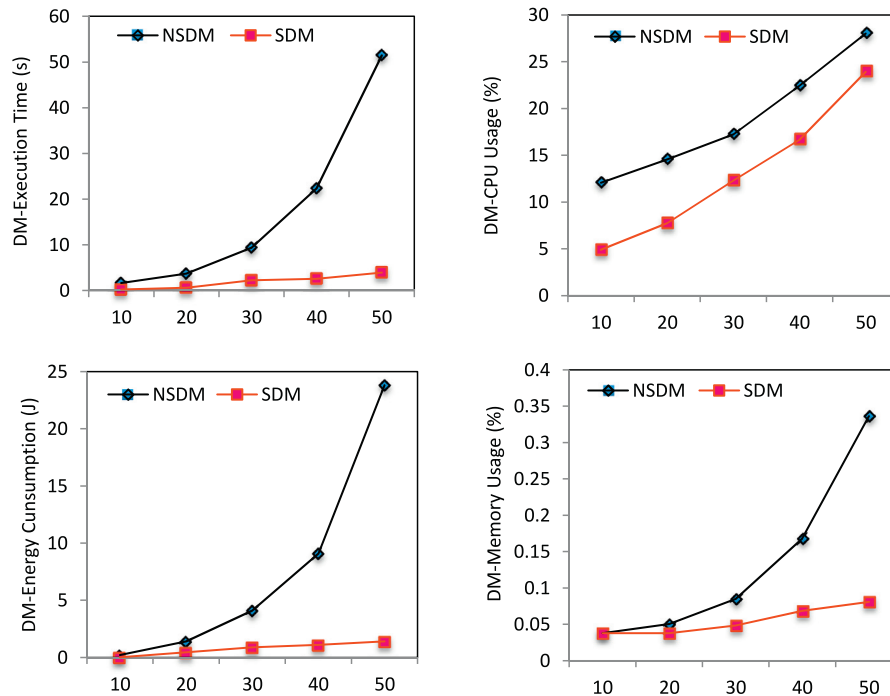 DM-Execution Time (s)
60
50
40
30
20
10
0
NSDM SDM
10 20 30 40 50
DM-CPU Usage (%)
30
25
20
15
10
5
0
NSDM SDM
10 20 30 40 50
DM-Energy Cunsumption (J)
25
20
15
10
5
0
NSDM SDM
10 20 30 40 50
DM-Memory Usage (%)
0.4
0.35
0.3
0.25
0.2
0.15
0.1
0.05
0
NSDM SDM
10 20 30 40 50